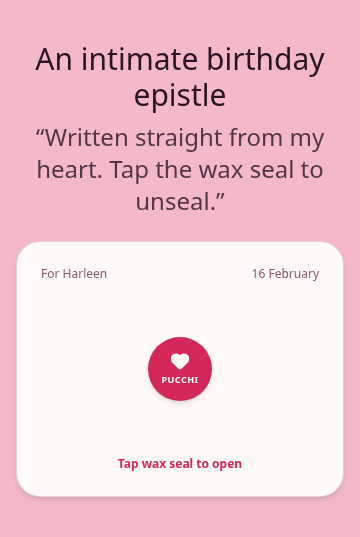 An intimate birthday
epistle
“Written straight from my
heart. Tap the wax seal to
unseal.”
For Harleen
16 February
PUCCHI
Tap wax seal to open